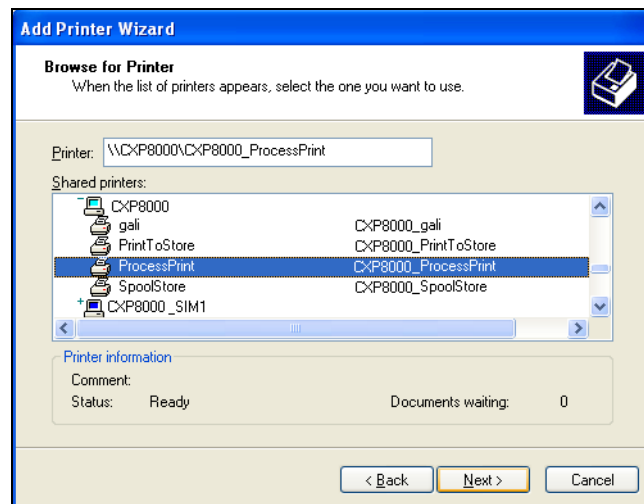 Add Printer Wizard
Browse for Printer
When the list of printers appears, select the one you want to use.
Printer: \\CXP8000\CXP8000_ProcessPrint
Shared printers:
CXP8000
gali CXP8000_gali
PrintToStore CXP8000_PrintToStore
ProcessPrint CXP8000_ProcessPrint
SpoolStore CXP8000_SpoolStore
CXP8000_SIM1
Printer information
Comment:
Status: Ready Documents waiting: 0
< Back Next > Cancel